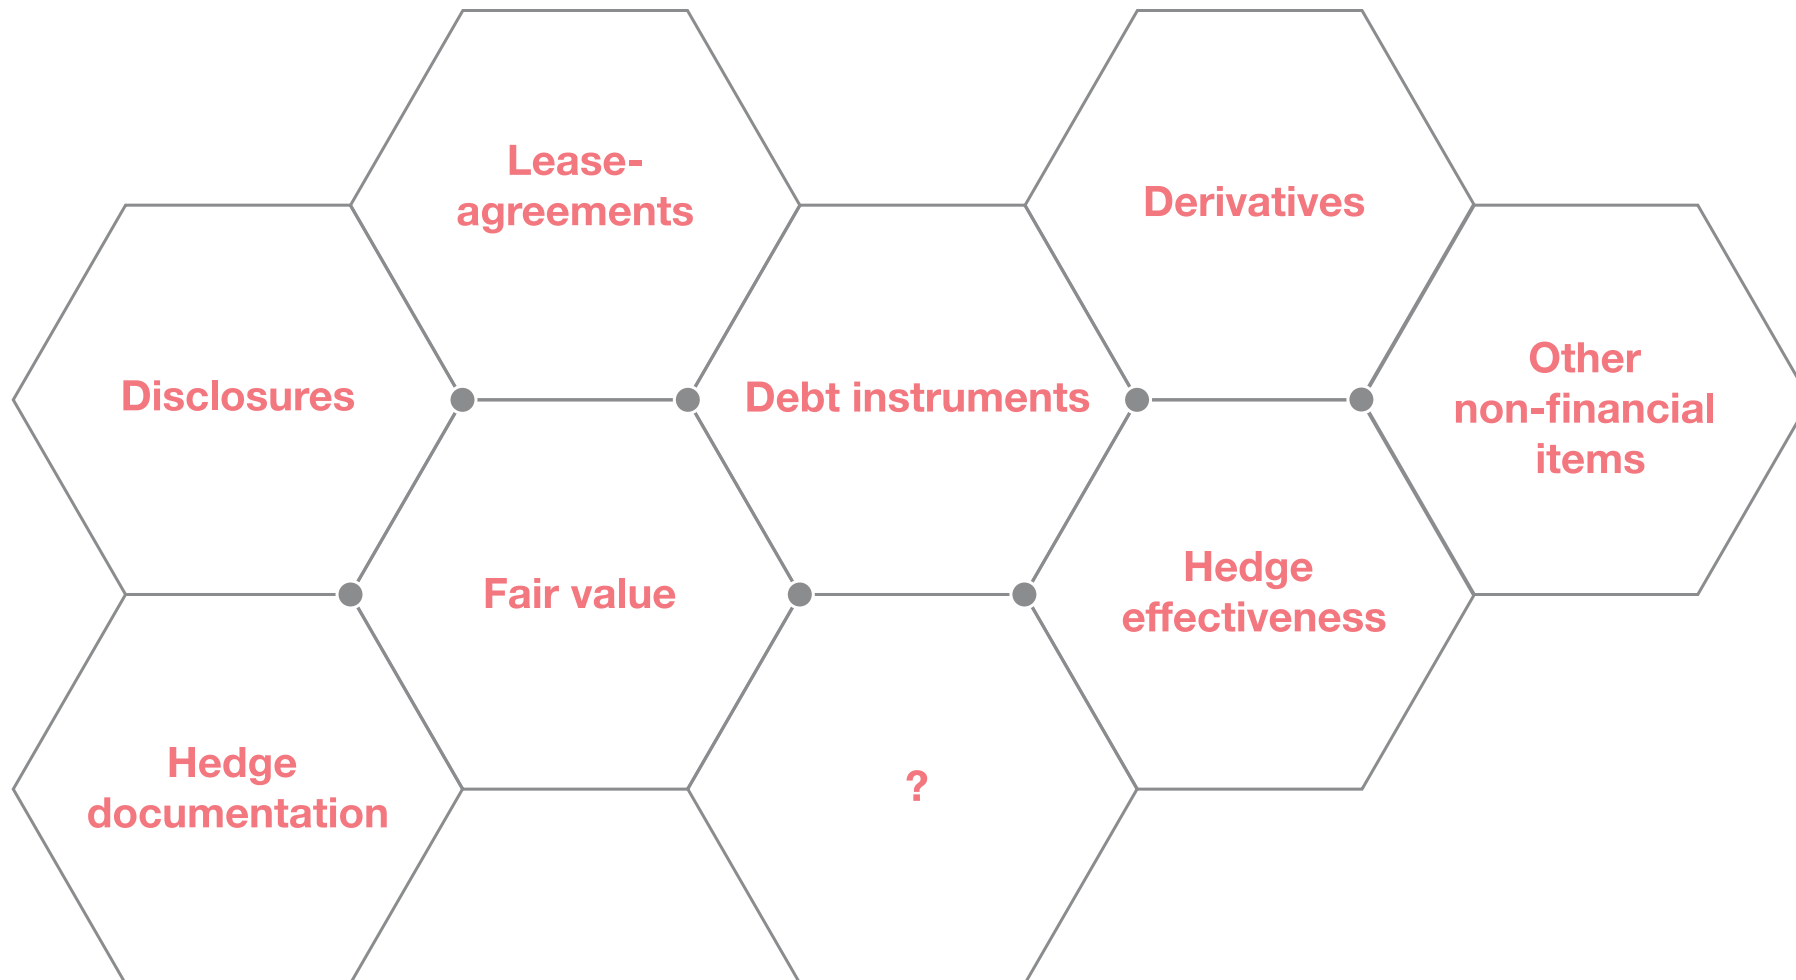 Lease-
agreements
Derivatives
Disclosures
Debt instruments
Other
non-financial
items
Fair value
Hedge
effectiveness
Hedge
documentation
?